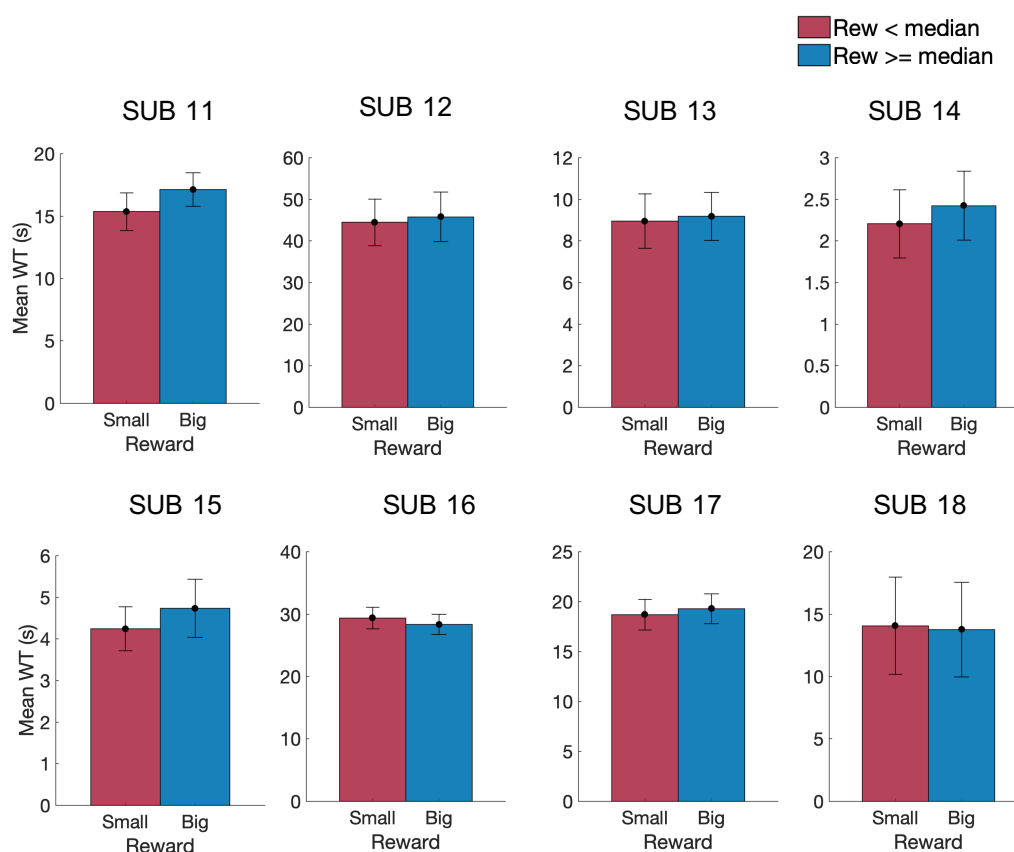 Rew < median
Rew >= median
SUB 11
SUB 12
SUB 13
SUB 14
Mean WT (s)
20
15
10
5
0
Small Big
Reward
60
50
40
30
20
10
0
Small Big
Reward
12
10
8
6
4
2
0
Small Big
Reward
3
2.5
2
1.5
1
0.5
0
Small Big
Reward
SUB 15
SUB 16
SUB 17
SUB 18
Mean WT (s)
6
5
4
3
2
1
0
Small Big
Reward
40
30
20
10
0
Small Big
Reward
25
20
15
10
5
0
Small Big
Reward
20
15
10
5
0
Small Big
Reward